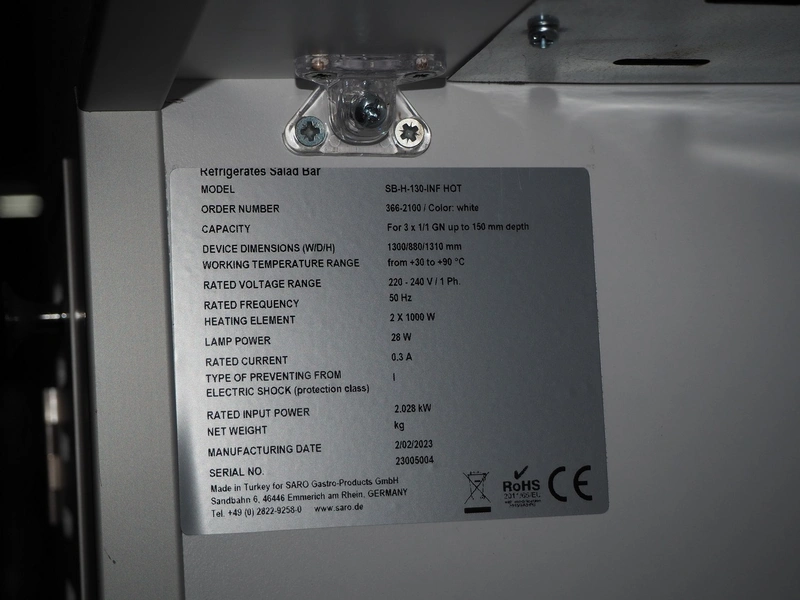 Refrigerates Salad Bar
MODEL SB-H-130-INF HOT
ORDER NUMBER 366-2100 / Color: white
CAPACITY For 3 x 1/1 GN up to 150 mm depth
DEVICE DIMENSIONS (W/D/H) 1300/880/1310 mm
WORKING TEMPERATURE RANGE from +30 to +90 °C
RATED VOLTAGE RANGE 220 - 240 V / 1 Ph.
RATED FREQUENCY 50 Hz
HEATING ELEMENT 2 X 1000 W
LAMP POWER 28 W
RATED CURRENT 0.3 A
TYPE OF PREVENTING FROM I
ELECTRIC SHOCK (protection class)
RATED INPUT POWER 2.028 kW
NET WEIGHT kg
MANUFACTURING DATE 2/02/2023
SERIAL NO. 23005004
Made in Turkey for SARO Gastro-Products GmbH
Sandbahn 6, 46446 Emmerich am Rhein, GERMANY
Tel. +49 (0) 2822-9258-0 www.saro.de
RoHS
2011/65/EU
CE